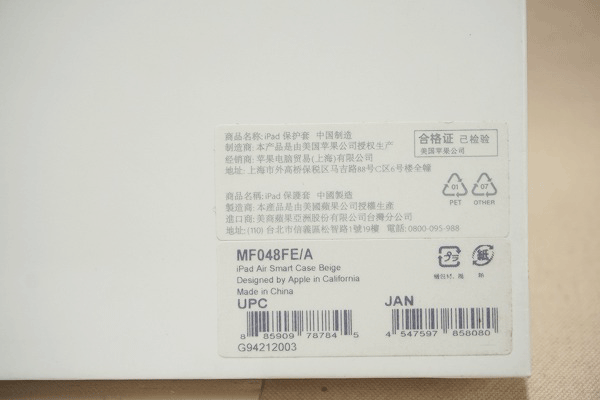 商品名称: iPad 保护套 中国制造
制造商: 本产品是由美国苹果公司授权生产
经销商: 苹果电脑贸易(上海)有限公司
地址: 上海市外高桥保税区马吉路88号C区6号楼全幢
合格证 已检验
美国苹果公司
商品名稱: iPad 保護套 中國製造
製造商: 本產品是由美國蘋果公司授權生產
進口商: 美商蘋果亞洲股份有限公司台灣分公司
地址: (110) 台北市信義區松智路1號19樓 電話: 0800-095-988
01 07
PET OTHER
MF048FE/A
iPad Air Smart Case Beige
Designed by Apple in California
Made in China
プラ 紙
UPC JAN
8 85909 78784 5 4 547597 858080
G94212003